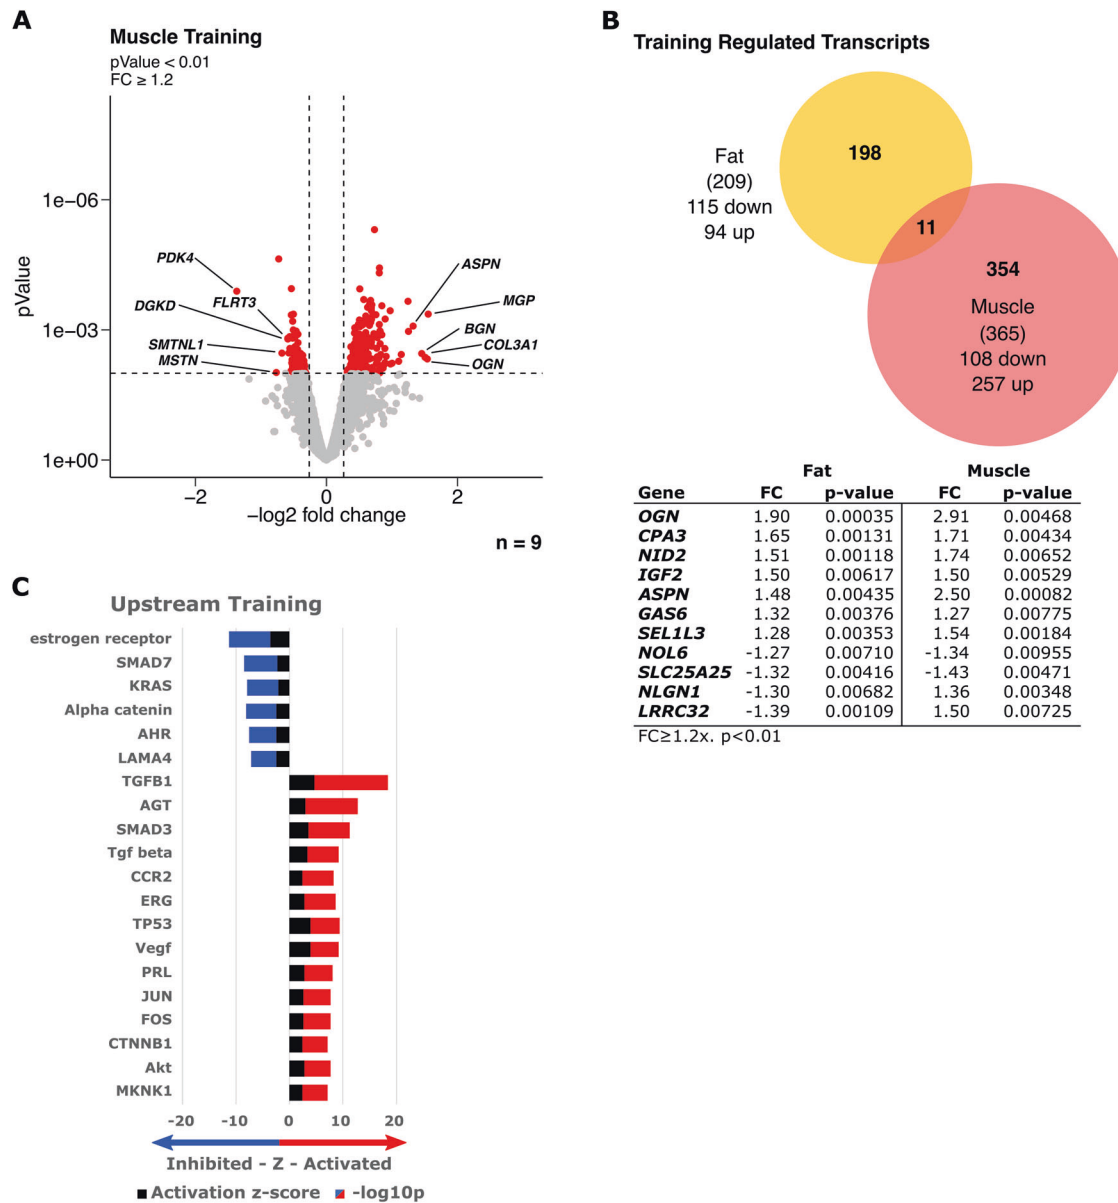 A
Muscle Training
pValue < 0.01
FC ≥ 1.2
pValue
1e−06
1e−03
1e+00
PDK4
DGKD
FLRT3
SMTNL1
MSTN
ASPN
MGP
BGN
COL3A1
OGN
−2
0
2
−log2 fold change
n = 9
B
Training Regulated Transcripts
198
Fat
(209)
115 down
94 up
11
354
Muscle
(365)
108 down
257 up
Fat Muscle
Gene FC p-value FC p-value
OGN 1.90 0.00035 2.91 0.00468
CPA3 1.65 0.00131 1.71 0.00434
NID2 1.51 0.00118 1.74 0.00652
IGF2 1.50 0.00617 1.50 0.00529
ASPN 1.48 0.00435 2.50 0.00082
GAS6 1.32 0.00376 1.27 0.00775
SEL1L3 1.28 0.00353 1.54 0.00184
NOL6 -1.27 0.00710 -1.34 0.00955
SLC25A25 -1.32 0.00416 -1.43 0.00471
NLGN1 -1.30 0.00682 1.36 0.00348
LRRC32 -1.39 0.00109 1.50 0.00725
FC≥1.2x. p<0.01
C
Upstream Training
estrogen receptor
SMAD7
KRAS
Alpha catenin
AHR
LAMA4
TGFB1
AGT
SMAD3
Tgf beta
CCR2
ERG
TP53
Vegf
PRL
JUN
FOS
CTNNB1
Akt
MKNK1
-20 -10 0 10 20
Inhibited - Z - Activated
Activation z-score -log10p